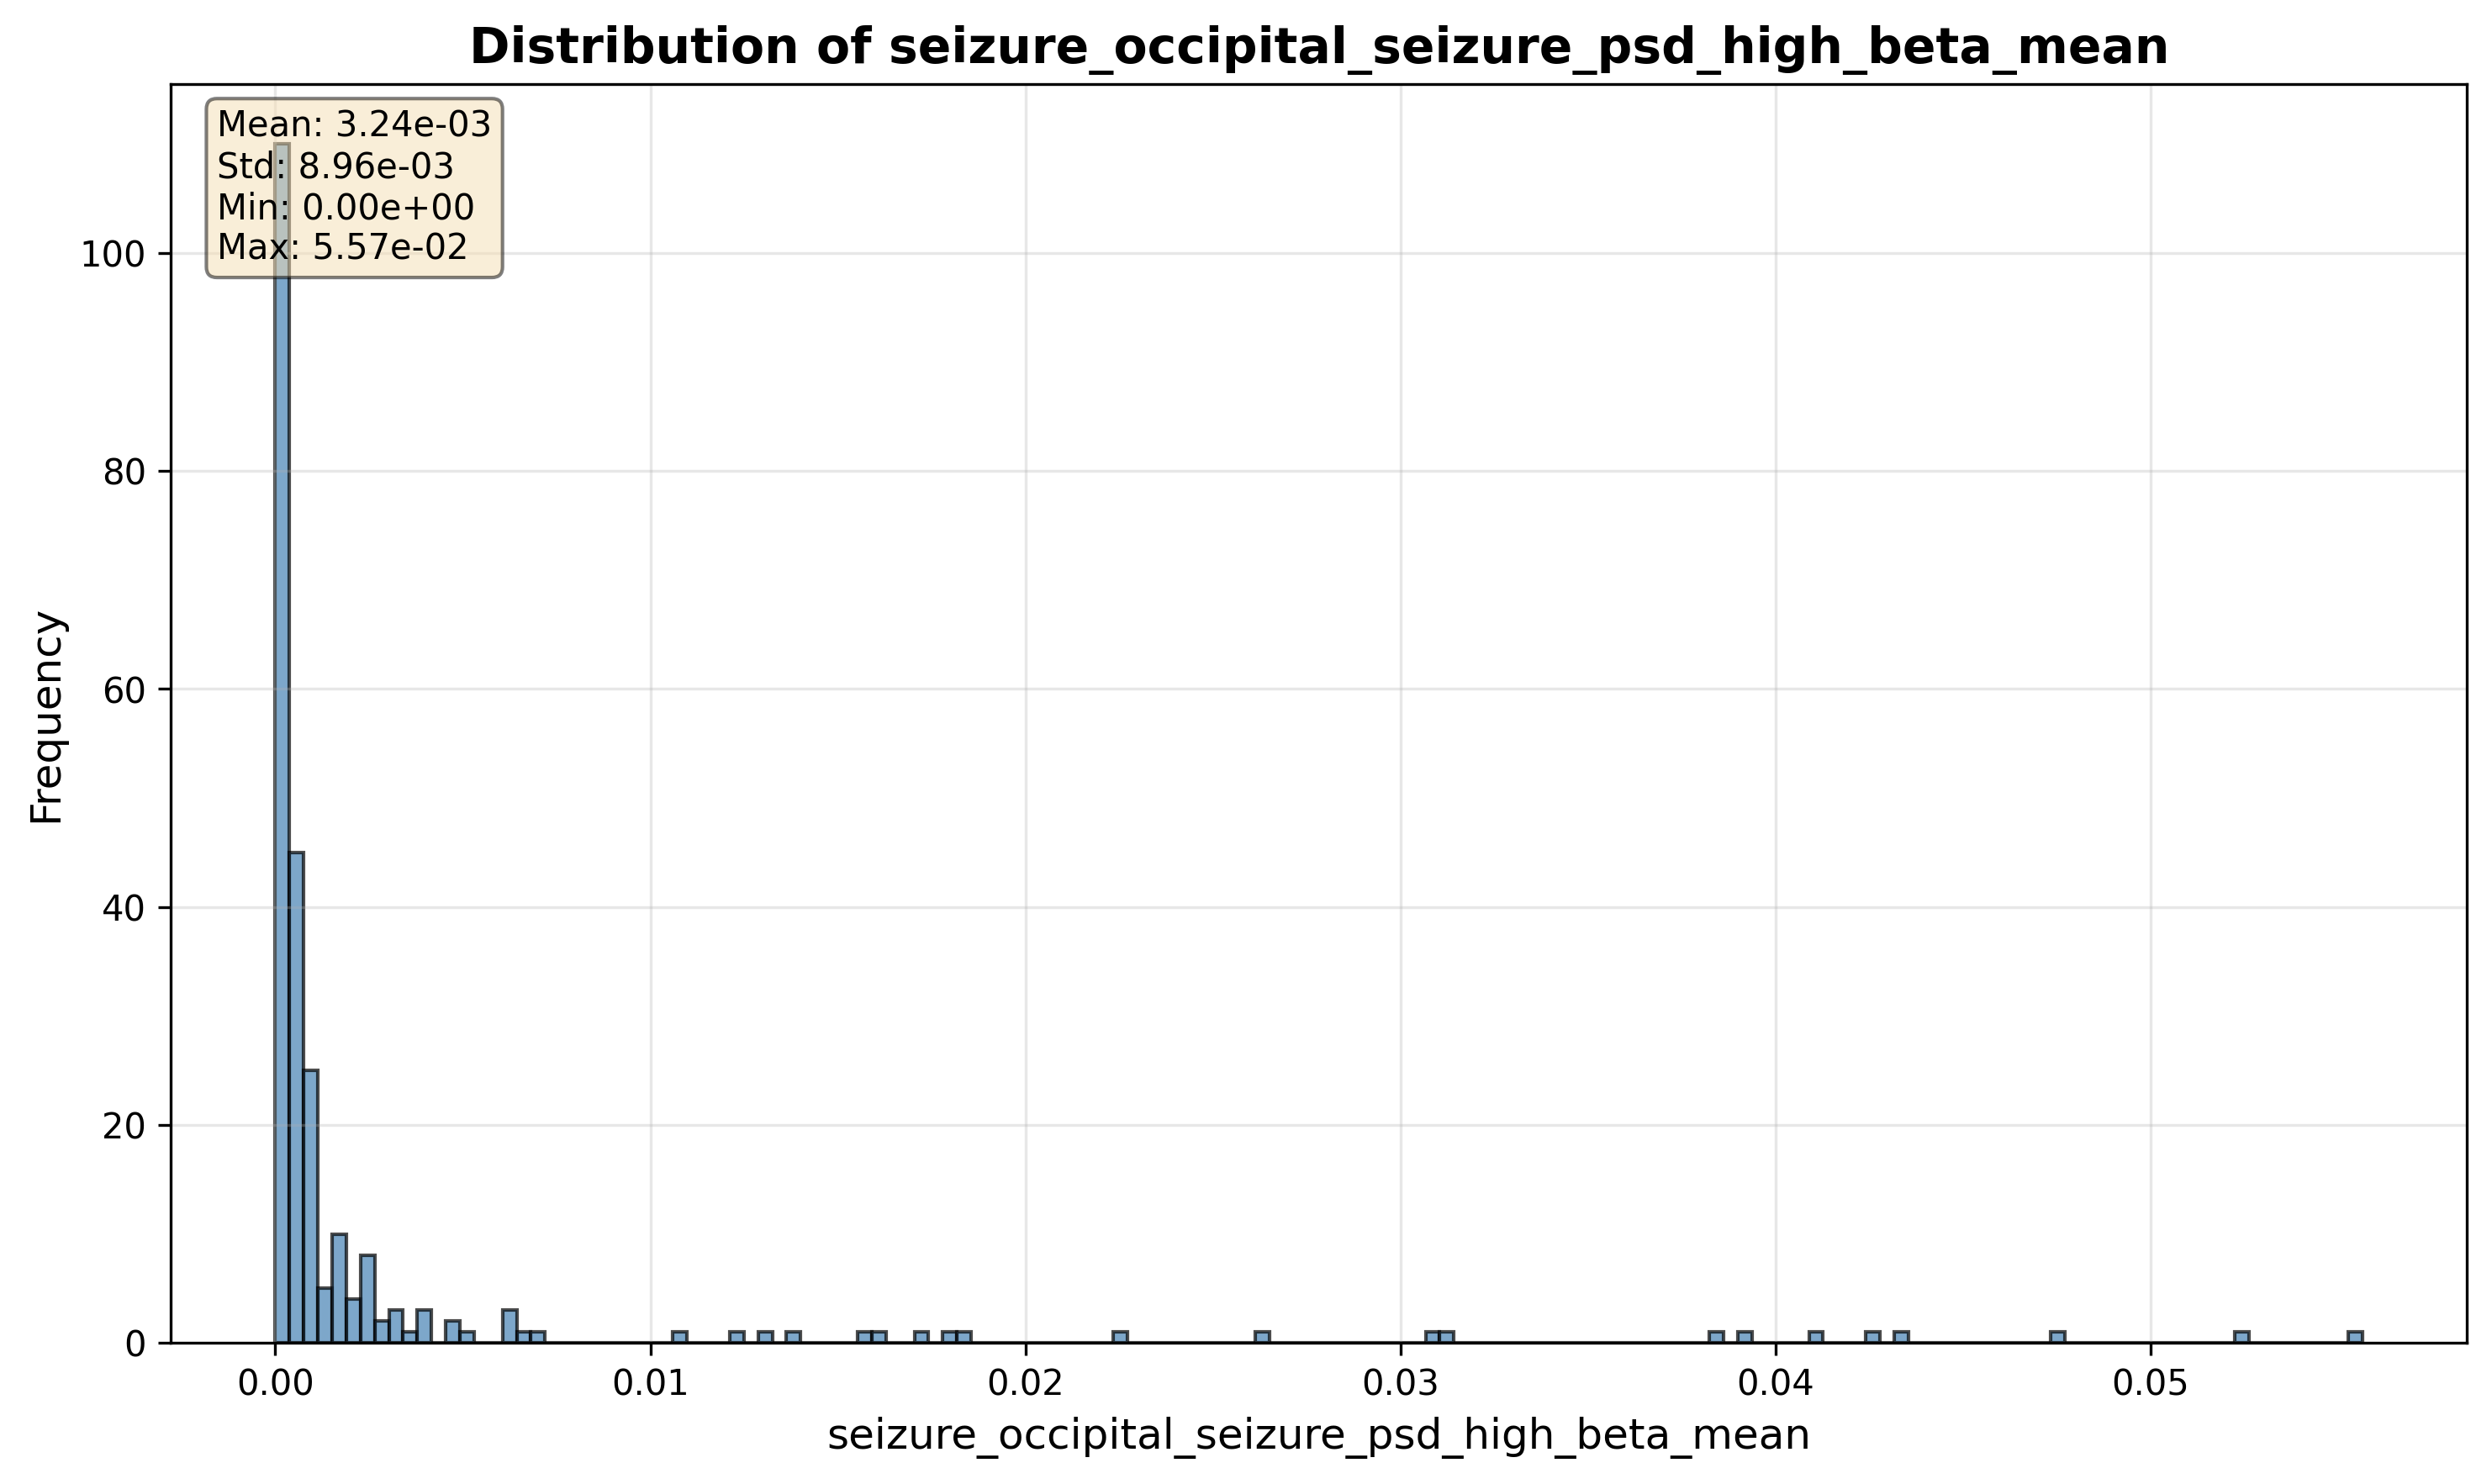 Distribution of seizure_occipital_seizure_psd_high_beta_mean
Mean: 3.24e-03
Std: 8.96e-03
Min: 0.00e+00
Max: 5.57e-02
Frequency
100
80
60
40
20
0
0.00 0.01 0.02 0.03 0.04 0.05
seizure_occipital_seizure_psd_high_beta_mean